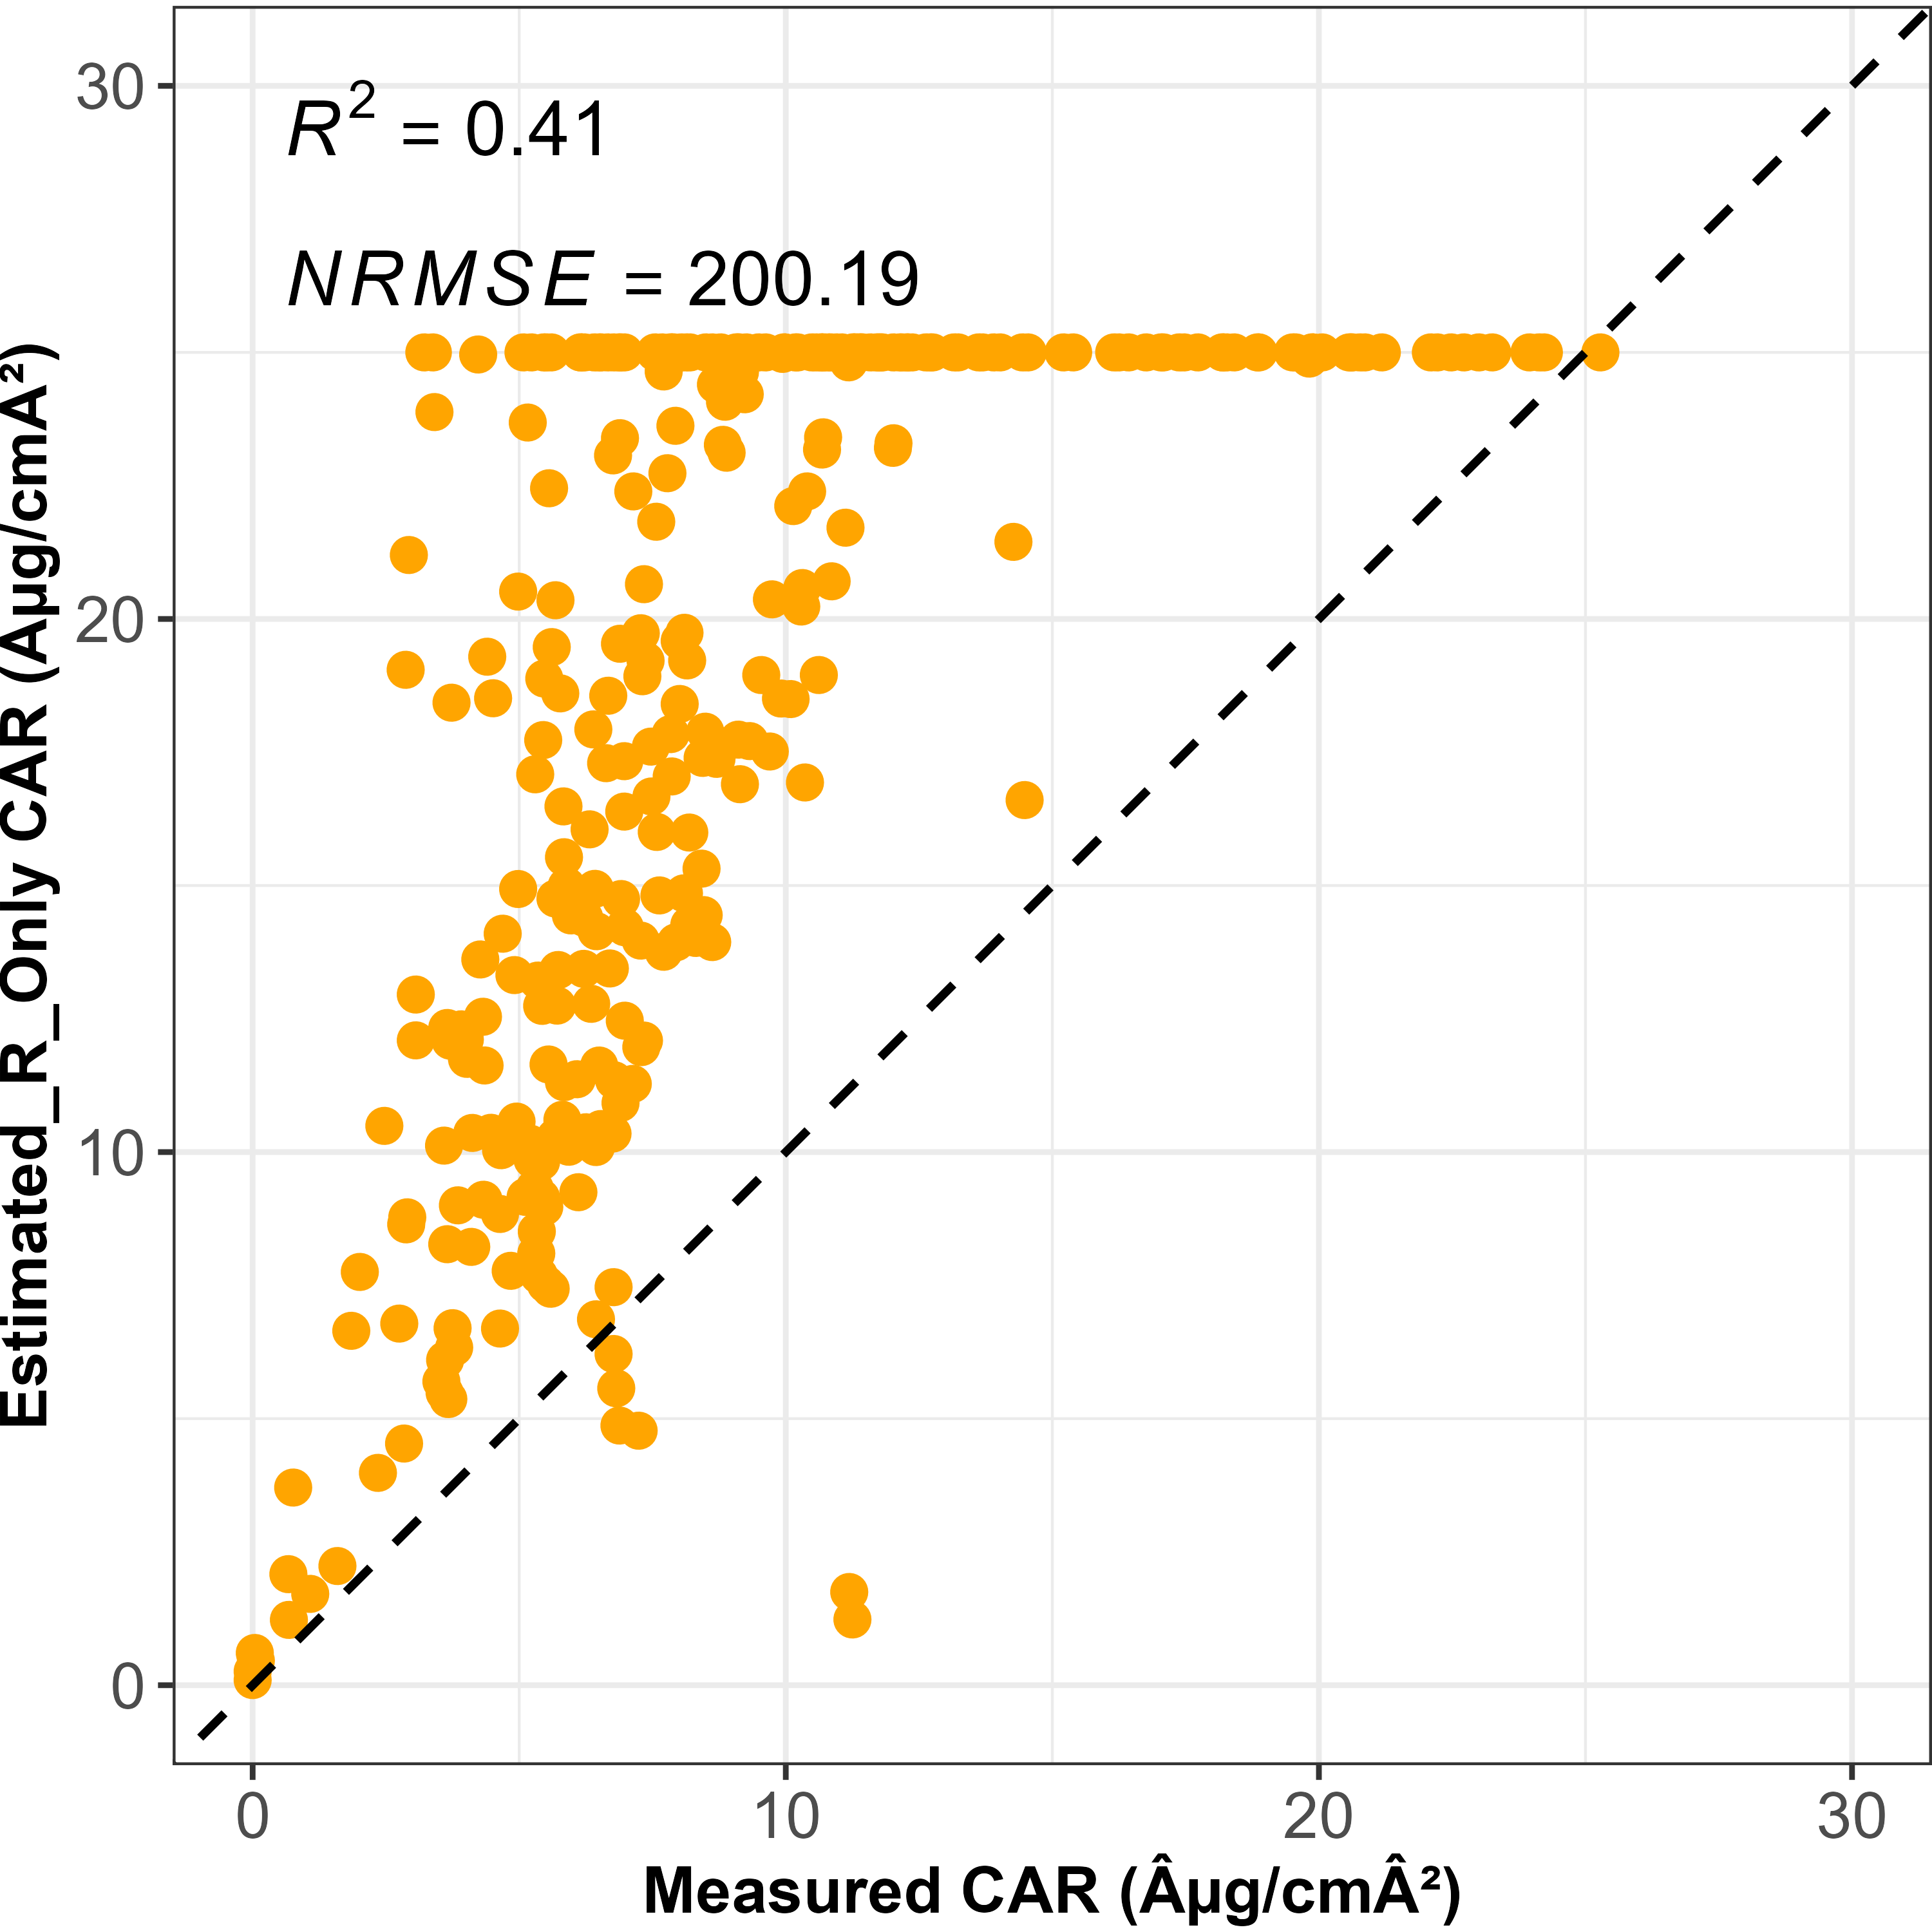 R² = 0.41
NRMSE = 200.19
Estimated_R_Only CAR (Âµg/cmÂ²)
30
20
10
0
0 10 20 30
Measured CAR (Âµg/cmÂ²)